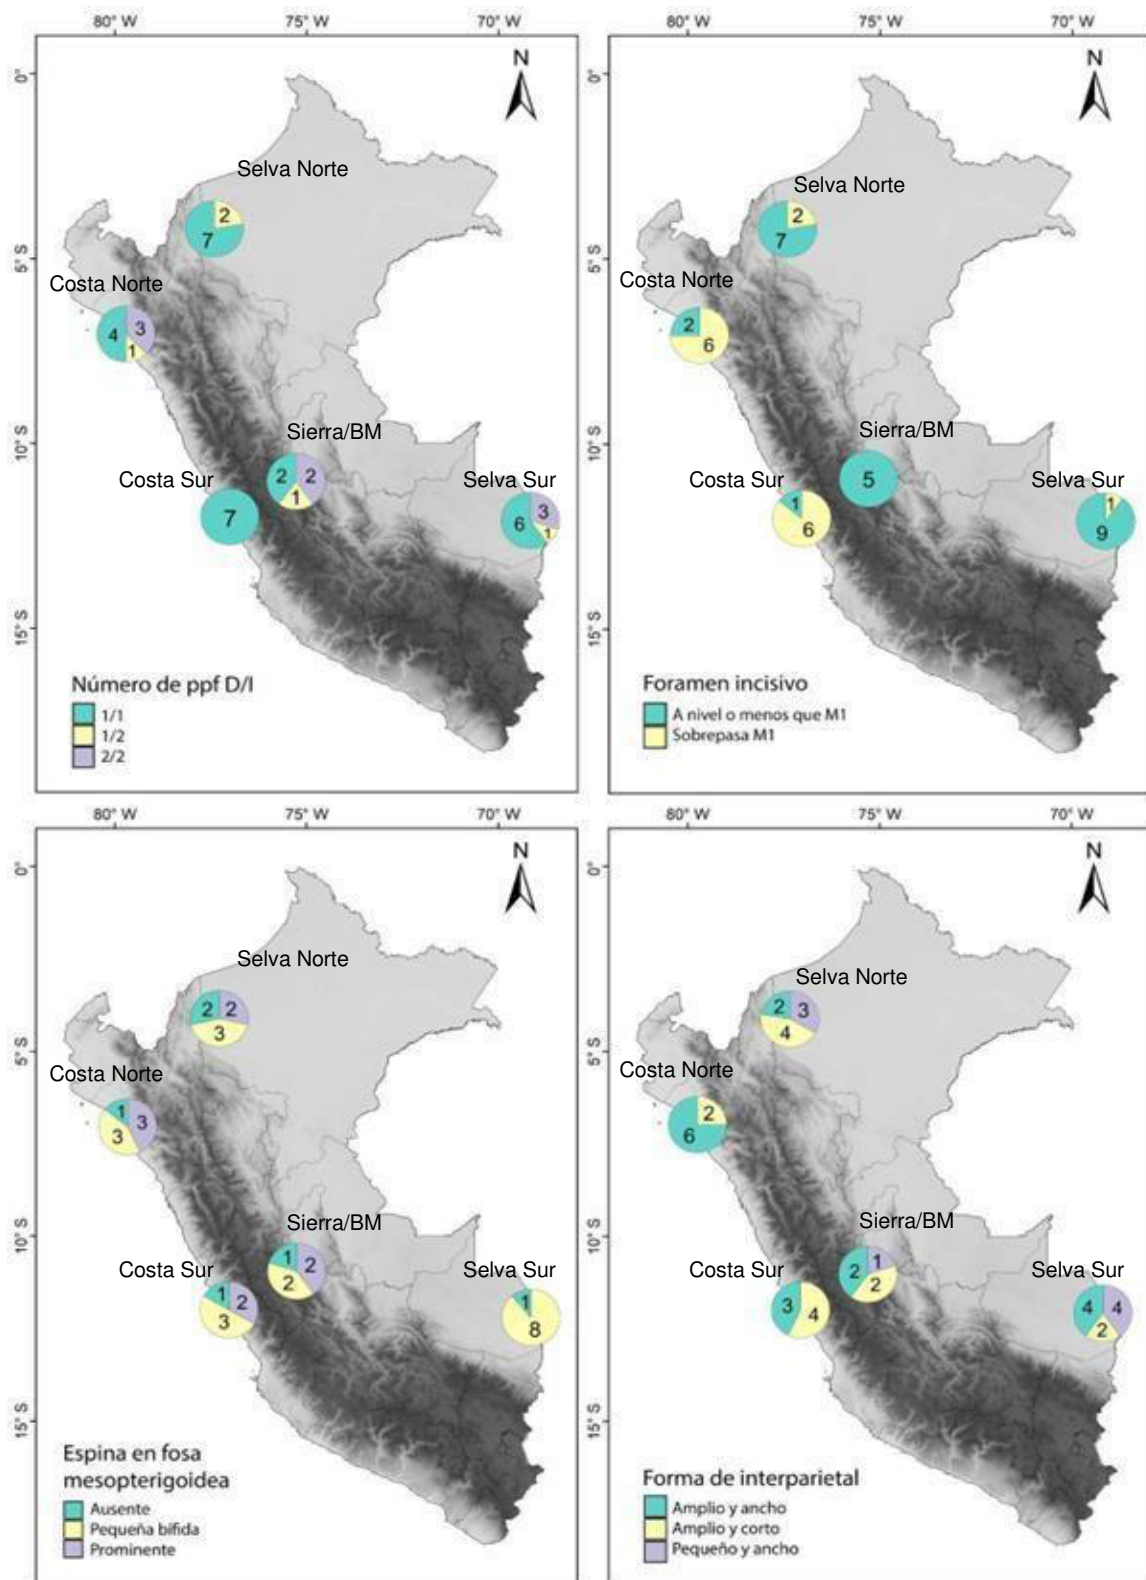 80° W 75° W 70° W
N
0°
5° S
10° S
15° S
Selva Norte
2
7
Costa Norte
4 3
1
Sierra/BM
2 2
1
Costa Sur
7
Selva Sur
6 3
1
Número de ppf D/I
1/1
1/2
2/2
80° W 75° W 70° W
N
0°
5° S
10° S
15° S
Selva Norte
2
7
Costa Norte
2
6
Sierra/BM
5
Costa Sur
1
6
Selva Sur
1
9
Foramen incisivo
A nivel o menos que M1
Sobrepasa M1
80° W 75° W 70° W
N
0°
5° S
10° S
15° S
Selva Norte
2 2
3
Costa Norte
1
3 3
Sierra/BM
1 2
2
Costa Sur
1 2
3
Selva Sur
1
8
Espina en fosa
mesopterigoidea
Ausente
Pequeña bífida
Prominente
80° W 75° W 70° W
N
0°
5° S
10° S
15° S
Selva Norte
2 3
4
Costa Norte
2
6
Sierra/BM
1
2 2
Costa Sur
3 4
Selva Sur
4 4
2
Forma de interparietal
Amplio y ancho
Amplio y corto
Pequeño y ancho